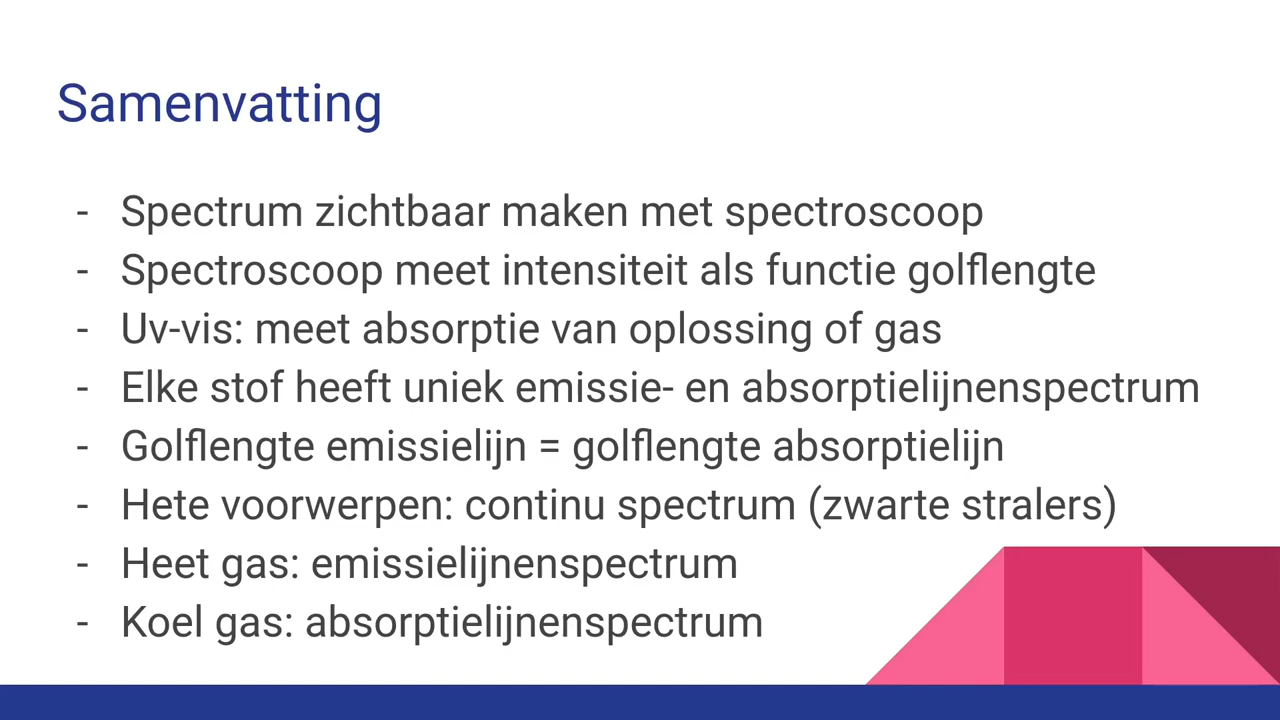 Samenvatting
- Spectrum zichtbaar maken met spectroscoop
- Spectroscoop meet intensiteit als functie golflengte
- Uv-vis: meet absorptie van oplossing of gas
- Elke stof heeft uniek emissie- en absorptielijnenspectrum
- Golflengte emissielijn = golflengte absorptielijn
- Hete voorwerpen: continu spectrum (zwarte stralers)
- Heet gas: emissielijnenspectrum
- Koel gas: absorptielijnenspectrum